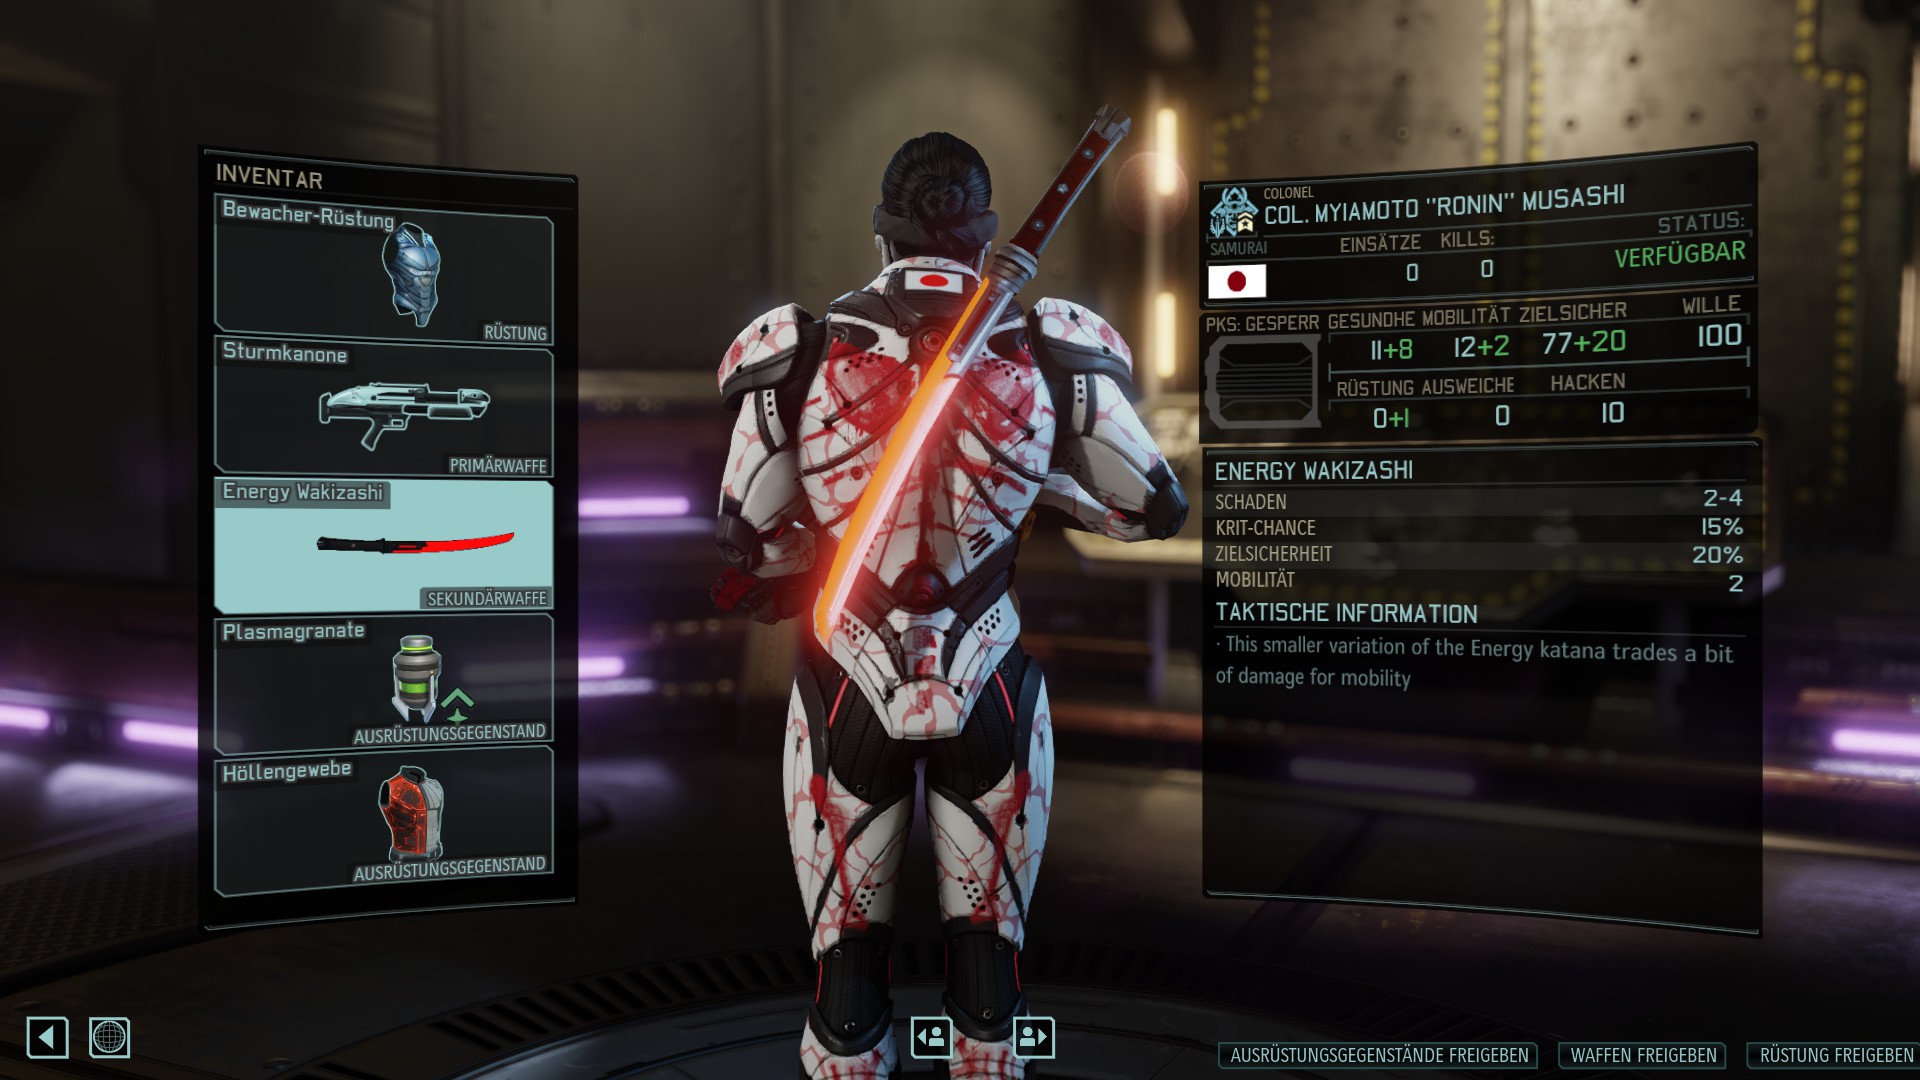 INVENTAR
Bewacher-Rüstung
RÜSTUNG
Sturmkanone
PRIMÄRWAFFE
Energy Wakizashi
SEKUNDÄRWAFFE
Plasmagranate
AUSRÜSTUNGSGEGENSTAND
Höllengewebe
AUSRÜSTUNGSGEGENSTAND
COLONEL
COL. MYIAMOTO "RONIN" MUSASHI
SAMURAI
EINSÄTZE KILLS: STATUS:
0 0 VERFÜGBAR
PKS: GESPERR GESUNDHE MOBILITÄT ZIELSICHER WILLE
11+8 12+2 77+20 100
RÜSTUNG AUSWEICHE HACKEN
0+1 0 10
ENERGY WAKIZASHI
SCHADEN 2-4
KRIT-CHANCE 15%
ZIELSICHERHEIT 20%
MOBILITÄT 2
TAKTISCHE INFORMATION
· This smaller variation of the Energy katana trades a bit
of damage for mobility
AUSRÜSTUNGSGEGENSTÄNDE FREIGEBEN WAFFEN FREIGEBEN RÜSTUNG FREIGEBEN